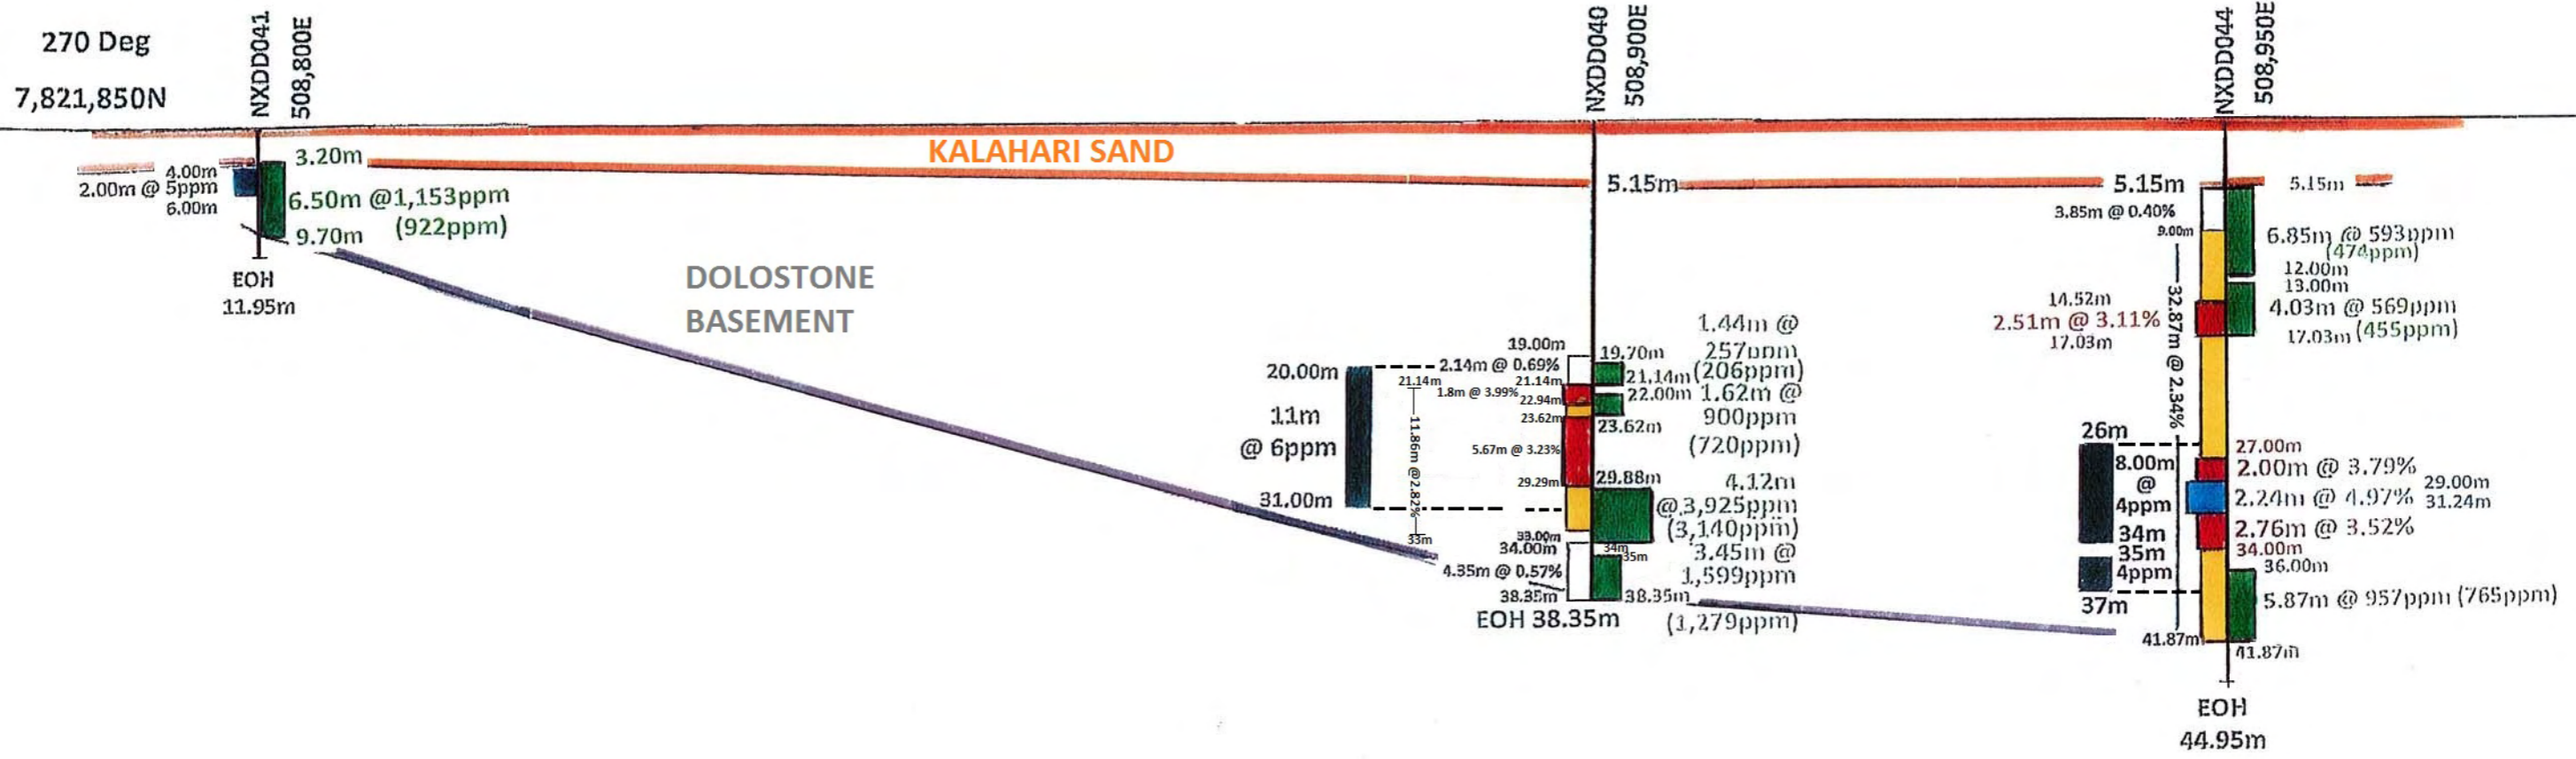 270 Deg
7,821,850N
NXDD041
508,800E
NXDD040
508,900E
NXDD044
508,950E
KALAHARI SAND
3.20m
4.00m
2.00m @ 5ppm
6.00m
6.50m @1,153ppm
(922ppm)
9.70m
EOH
11.95m
DOLOSTONE
BASEMENT
5.15m
20.00m
11m
@ 6ppm
31.00m
19.00m
2.14m @ 0.69%
21.14m
21.14m
1.8m @ 3.99%
22.94m
23.62m
11.86m @2.82%
5.67m @ 3.23%
29.29m
33m
33.00m
34.00m
4.35m @ 0.57%
38.35m
EOH 38.35m
19.70m
21.14m
22.00m
23.62m
29.88m
34m
35m
38.35m
1.44m @
257ppm
(206ppm)
1.62m @
900ppm
(720ppm)
4.12m
@3,925ppm
(3,140ppm)
3.45m @
1,599ppm
(1,279ppm)
5.15m
5.15m
3.85m @ 0.40%
9.00m
32.87m @ 2.34%
14.52m
2.51m @ 3.11%
17.03m
6.85m @ 593ppm
(474ppm)
12.00m
13.00m
4.03m @ 569ppm
17.03m (455ppm)
26m
8.00m
@
4ppm
34m
35m
4ppm
37m
27.00m
2.00m @ 3.79%
29.00m
2.24m @ 4.97%
31.24m
2.76m @ 3.52%
34.00m
36.00m
5.87m @ 957ppm (765ppm)
41.87m
41.87m
EOH
44.95m